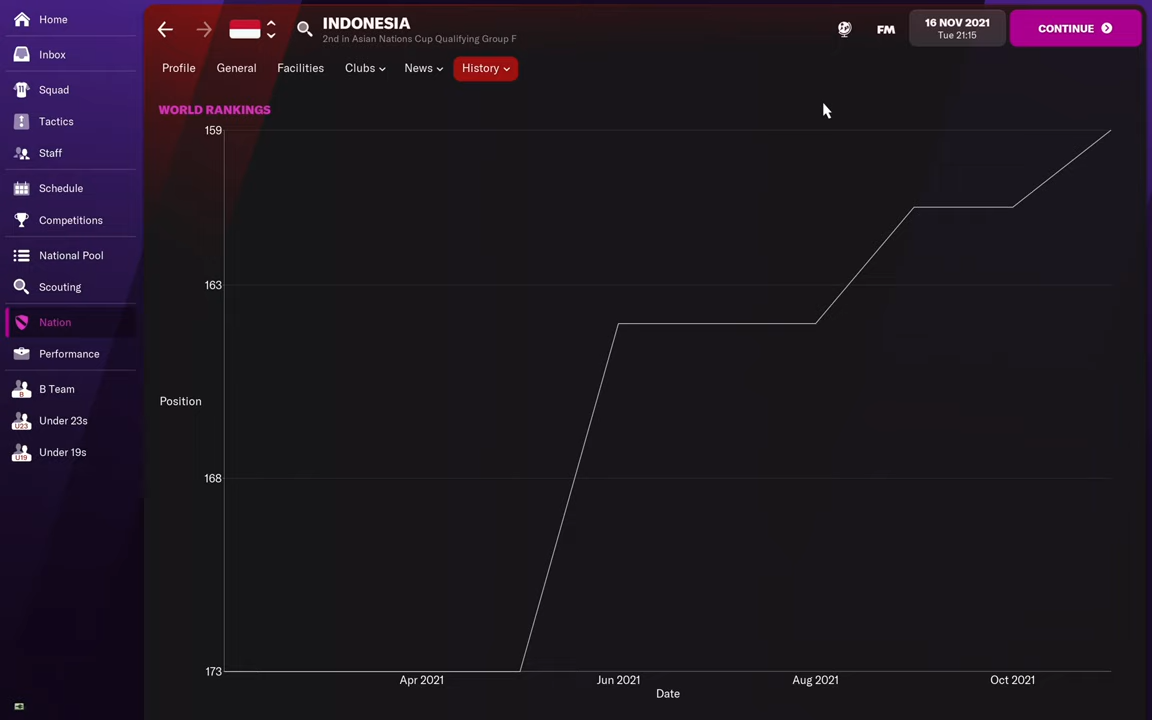 Home
Inbox
Squad
Tactics
Staff
Schedule
Competitions
National Pool
Scouting
Nation
Performance
B
B Team
U23
Under 23s
U19
Under 19s
INDONESIA
2nd in Asian Nations Cup Qualifying Group F
FM
16 NOV 2021
Tue 21:15
CONTINUE
Profile
General
Facilities
Clubs
News
History
WORLD RANKINGS
159
163
Position
168
173
Apr 2021
Jun 2021
Aug 2021
Oct 2021
Date